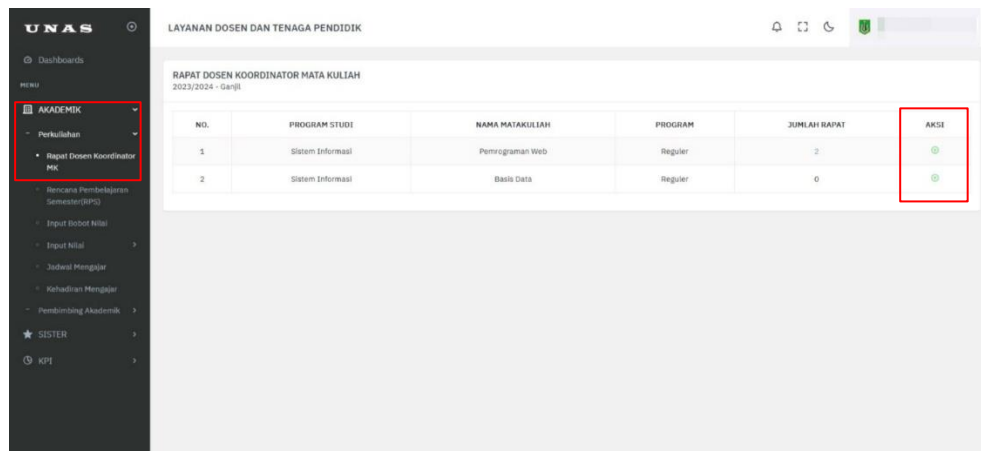 UNAS
LAYANAN DOSEN DAN TENAGA PENDIDIK
Dashboards
MENU
AKADEMIK
Perkuliahan
Rapat Dosen Koordinator
MK
Rencana Pembelajaran
Semester(RPS)
Input Bobot Nilai
Input Nilai
Jadwal Mengajar
Kehadiran Mengajar
Pembimbing Akademik
SISTER
KPI
RAPAT DOSEN KOORDINATOR MATA KULIAH
2023/2024 - Ganjil
NO. PROGRAM STUDI NAMA MATAKULIAH PROGRAM JUMLAH RAPAT AKSI
1 Sistem Informasi Pemrograman Web Reguler 2
2 Sistem Informasi Basis Data Reguler 0